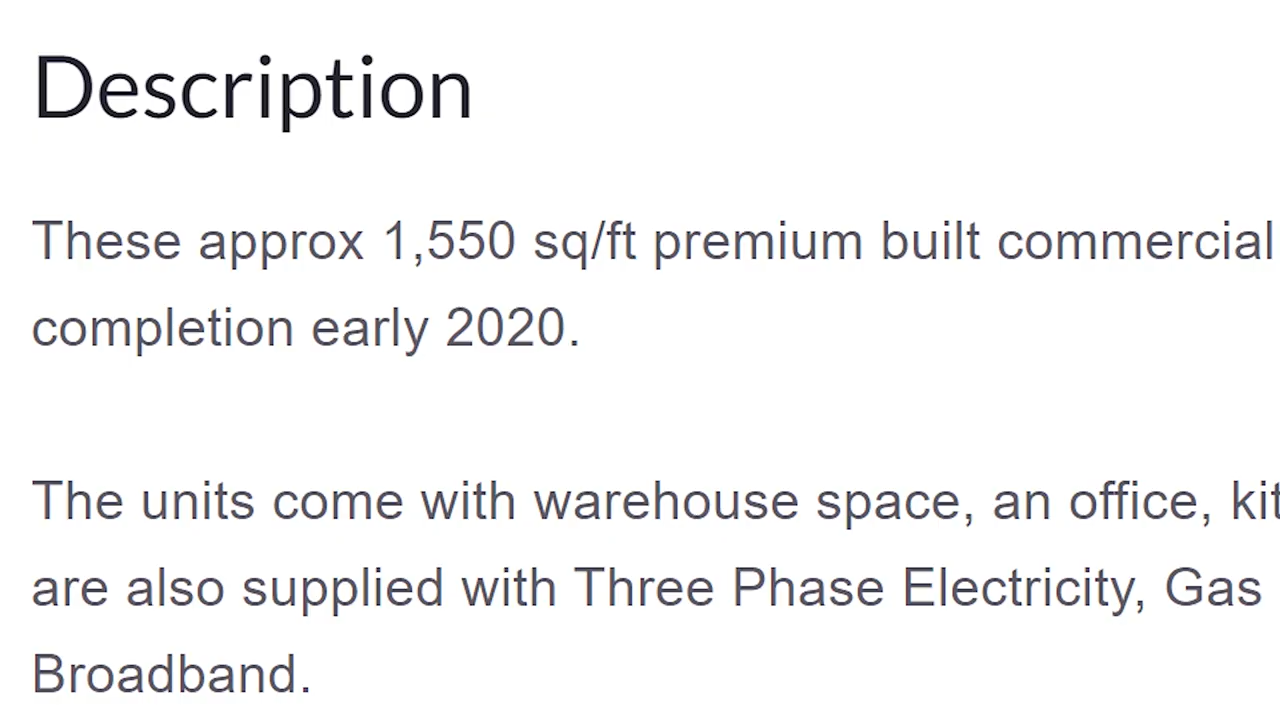 Description
These approx 1,550 sq/ft premium built commercial
completion early 2020.
The units come with warehouse space, an office,
are also supplied with Three Phase Electricity, Gas
Broadband.